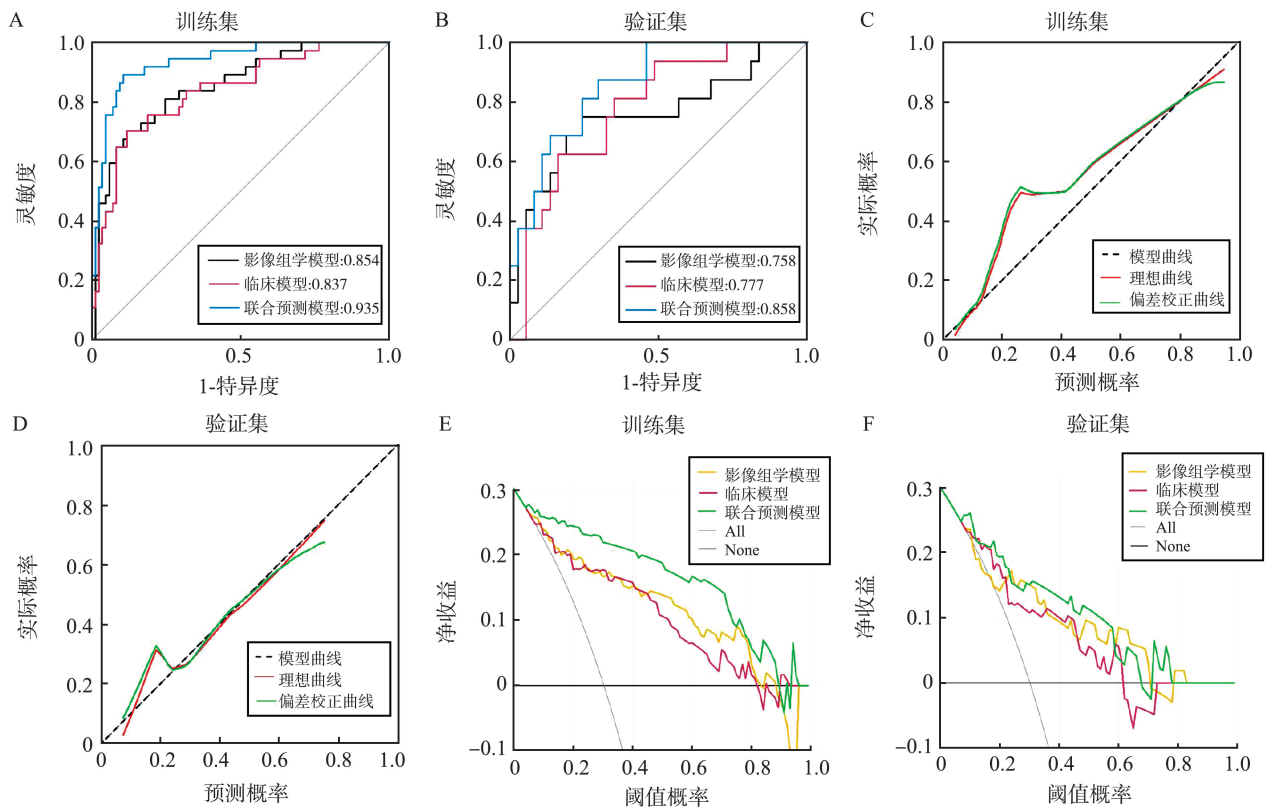 A 训练集
1.0
0.8
0.6
0.4
0.2
0
灵敏度
影像组学模型:0.854
临床模型:0.837
联合预测模型:0.935
0 0.5 1.0
1-特异度
B 验证集
1.0
0.8
0.6
0.4
0.2
0
灵敏度
影像组学模型:0.758
临床模型:0.777
联合预测模型:0.858
0 0.5 1.0
1-特异度
C 训练集
1.0
0.8
0.6
0.4
0.2
0
实际概率
模型曲线
理想曲线
偏差校正曲线
0 0.2 0.4 0.6 0.8 1.0
预测概率
D 验证集
1.0
0.8
0.6
0.4
0.2
0
实际概率
模型曲线
理想曲线
偏差校正曲线
0 0.2 0.4 0.6 0.8 1.0
预测概率
E 训练集
影像组学模型
临床模型
联合预测模型
All
None
0.3
0.2
0.1
0
−0.1
净收益
0 0.2 0.4 0.6 0.8 1.0
阈值概率
F 验证集
影像组学模型
临床模型
联合预测模型
All
None
0.3
0.2
0.1
0
−0.1
净收益
0 0.2 0.4 0.6 0.8 1.0
阈值概率